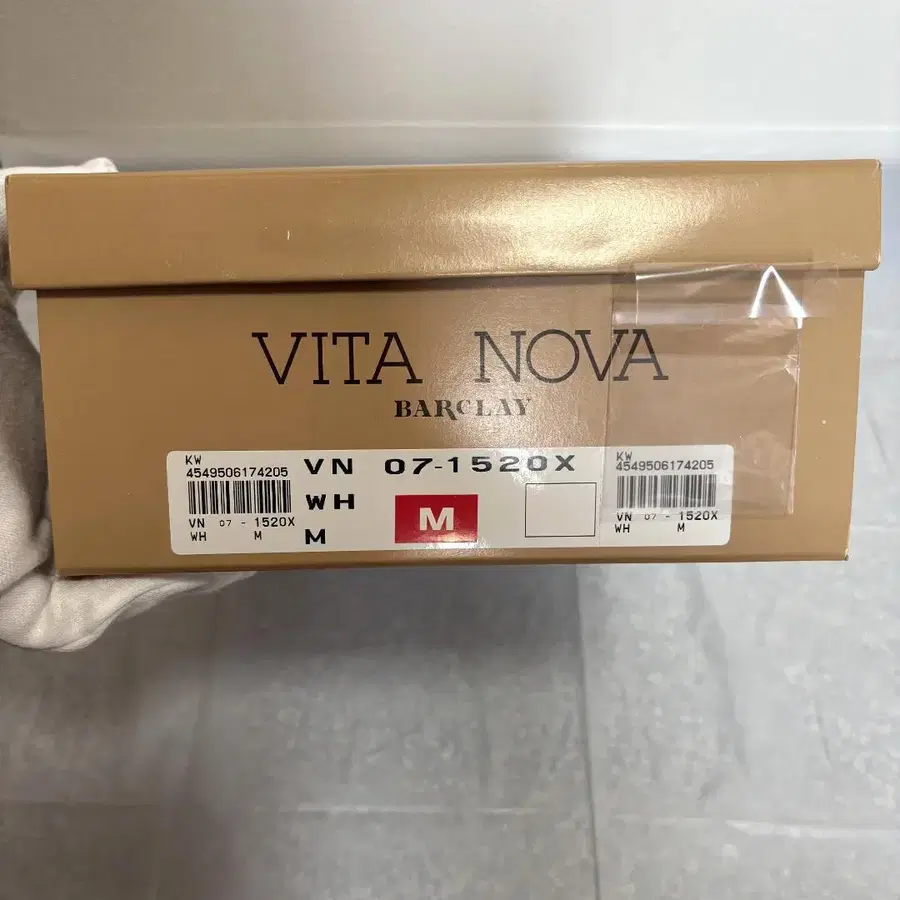 VITA NOVA
BARCLAY
KW
4549506174205
VN 07 - 1520X
WH M
VN 07-1520X
WH
M
M
KW
4549506174205
VN 07 - 1520X
WH M